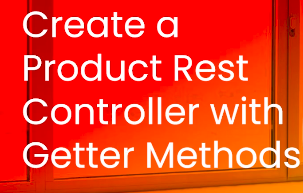 Create a
Product Rest
Controller with
Getter Methods